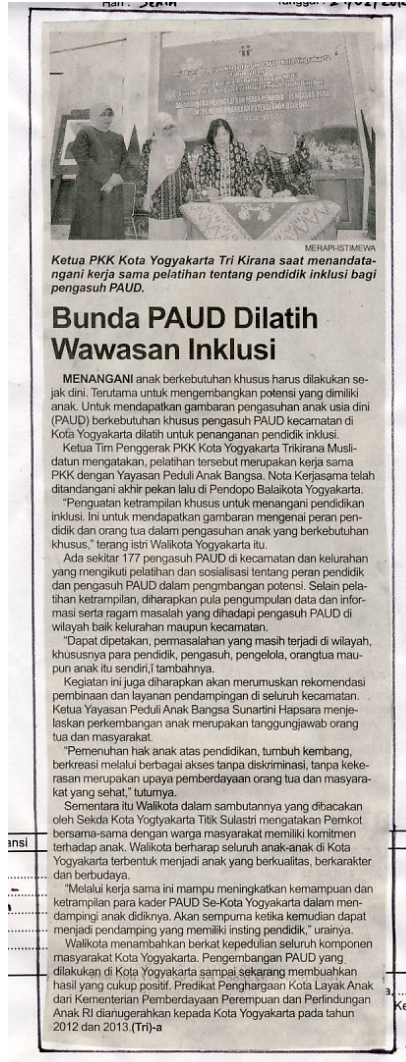 Hari : Senin
Tanggal :
MERAPI-ISTIMEWA
Ketua PKK Kota Yogyakarta Tri Kirana saat menandata-
ngani kerja sama pelatihan tentang pendidik inklusi bagi
pengasuh PAUD.
Bunda PAUD Dilatih
Wawasan Inklusi
MENANGANI anak berkebutuhan khusus harus dilakukan se-
jak dini. Terutama untuk mengembangkan potensi yang dimiliki
anak. Untuk mendapatkan gambaran pengasuhan anak usia dini
(PAUD) berkebutuhan khusus pengasuh PAUD kecamatan di
Kota Yogyakarta dilatih untuk penanganan pendidik inklusi.
Ketua Tim Penggerak PKK Kota Yogyakarta Trikirana Musli-
datun mengatakan, pelatihan tersebut merupakan kerja sama
PKK dengan Yayasan Peduli Anak Bangsa. Nota Kerjasama telah
ditandangani akhir pekan lalu di Pendopo Balaikota Yogyakarta.
"Penguatan ketrampilan khusus untuk menangani pendidikan
inklusi. Ini untuk mendapatkan gambaran mengenai peran pen-
didik dan orang tua dalam pengasuhan anak yang berkebutuhan
khusus," terang istri Walikota Yogyakarta itu.
Ada sekitar 177 pengasuh PAUD di kecamatan dan kelurahan
yang mengikuti pelatihan dan sosialisasi tentang peran pendidik
dan pengasuh PAUD dalam pengmbangan potensi. Selain pela-
tihan ketrampilan, diharapkan pula pengumpulan data dan infor-
masi serta ragam masalah yang dihadapi pengasuh PAUD di
wilayah baik kelurahan maupun kecamatan.
"Dapat dipetakan, permasalahan yang masih terjadi di wilayah,
khususnya para pendidik, pengasuh, pengelola, orangtua mau-
pun anak itu sendiri,î tambahnya.
Kegiatan ini juga diharapkan akan merumuskan rekomendasi
pembinaan dan layanan pendampingan di seluruh kecamatan.
Ketua Yayasan Peduli Anak Bangsa Sunartini Hapsara menje-
laskan perkembangan anak merupakan tanggungjawab orang
tua dan masyarakat.
"Pemenuhan hak anak atas pendidikan, tumbuh kembang,
berkreasi melalui berbagai akses tanpa diskriminasi, tanpa keke-
rasan merupakan upaya pemberdayaan orang tua dan masyara-
kat yang sehat," tuturnya.
Sementara itu Walikota dalam sambutannya yang dibacakan
oleh Sekda Kota Yogtyakarta Titik Sulastri mengatakan Pemkot
bersama-sama dengan warga masyarakat memiliki komitmen
terhadap anak. Walikota berharap seluruh anak-anak di Kota
Yogyakarta terbentuk menjadi anak yang berkualitas, berkarakter
dan berbudaya.
"Melalui kerja sama ini mampu meningkatkan kemampuan dan
ketrampilan para kader PAUD Se-Kota Yogyakarta dalam men-
dampingi anak didiknya. Akan sempurna ketika kemudian dapat
menjadi pendamping yang memiliki insting pendidik," urainya.
Walikota menambahkan berkat kepedulian seluruh komponen
masyarakat Kota Yogyakarta. Pengembangan PAUD yang
dilakukan di Kota Yogyakarta sampai sekarang membuahkan
hasil yang cukup positif. Predikat Penghargaan Kota Layak Anak
dari Kementerian Pemberdayaan Perempuan dan Perlindungan
Anak RI dianugerahkan kepada Kota Yogyakarta pada tahun
2012 dan 2013.(Tri)-a
ansi